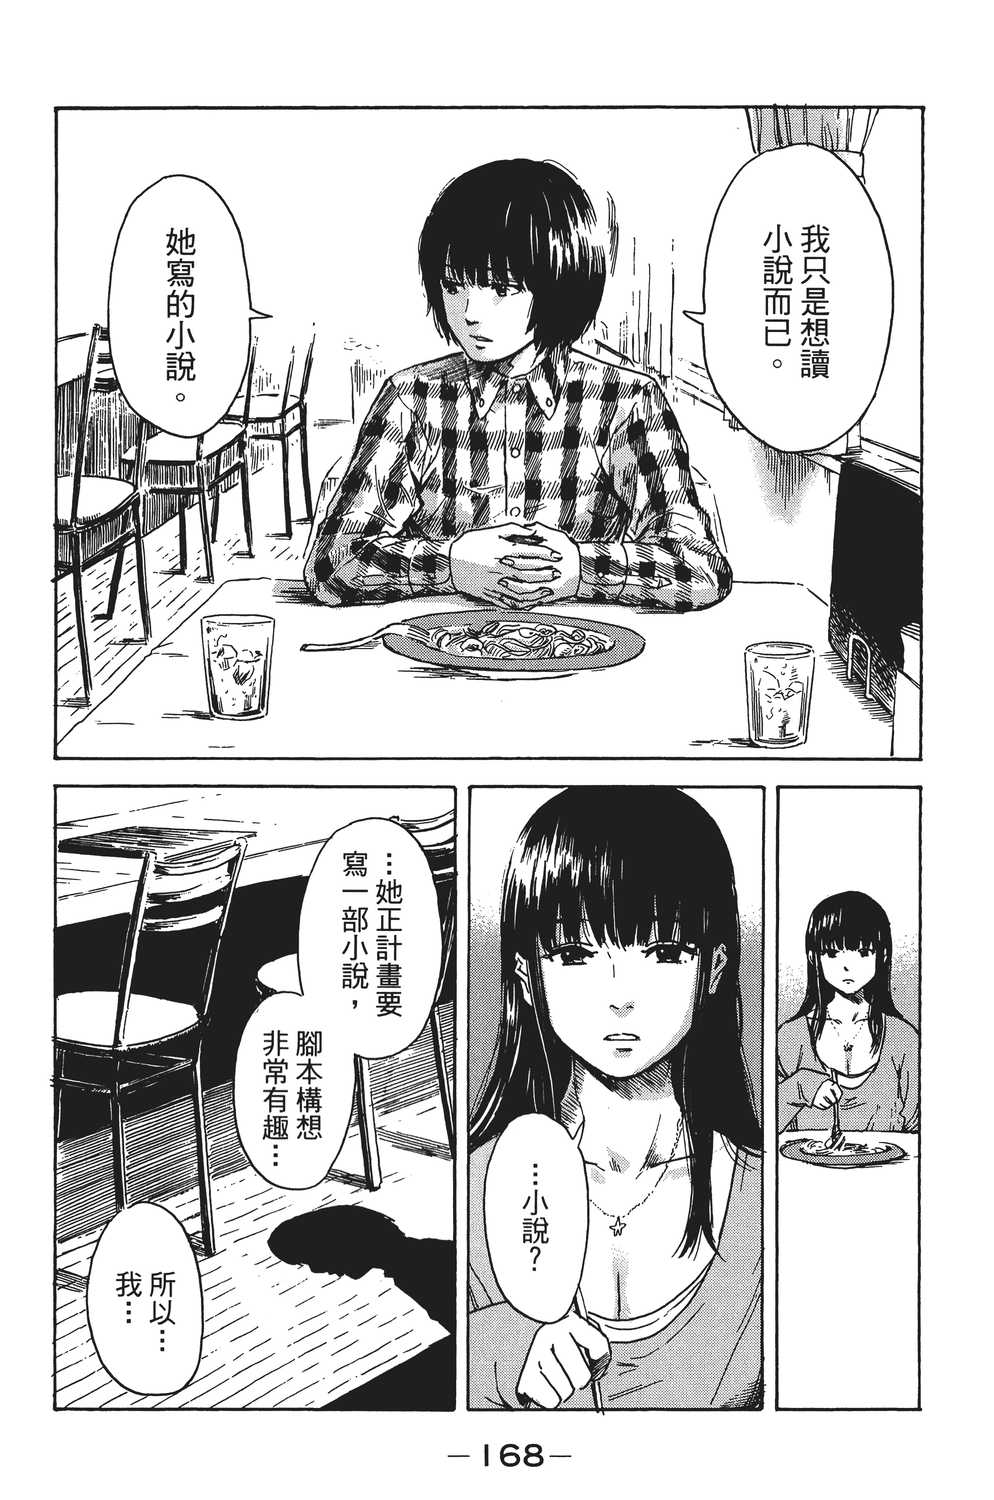 我只是想讀
小說而已。
她寫的小說。
…小說?
…她正計畫要
寫一部小說，
腳本構想
非常有趣…
所以…
我…
—168—